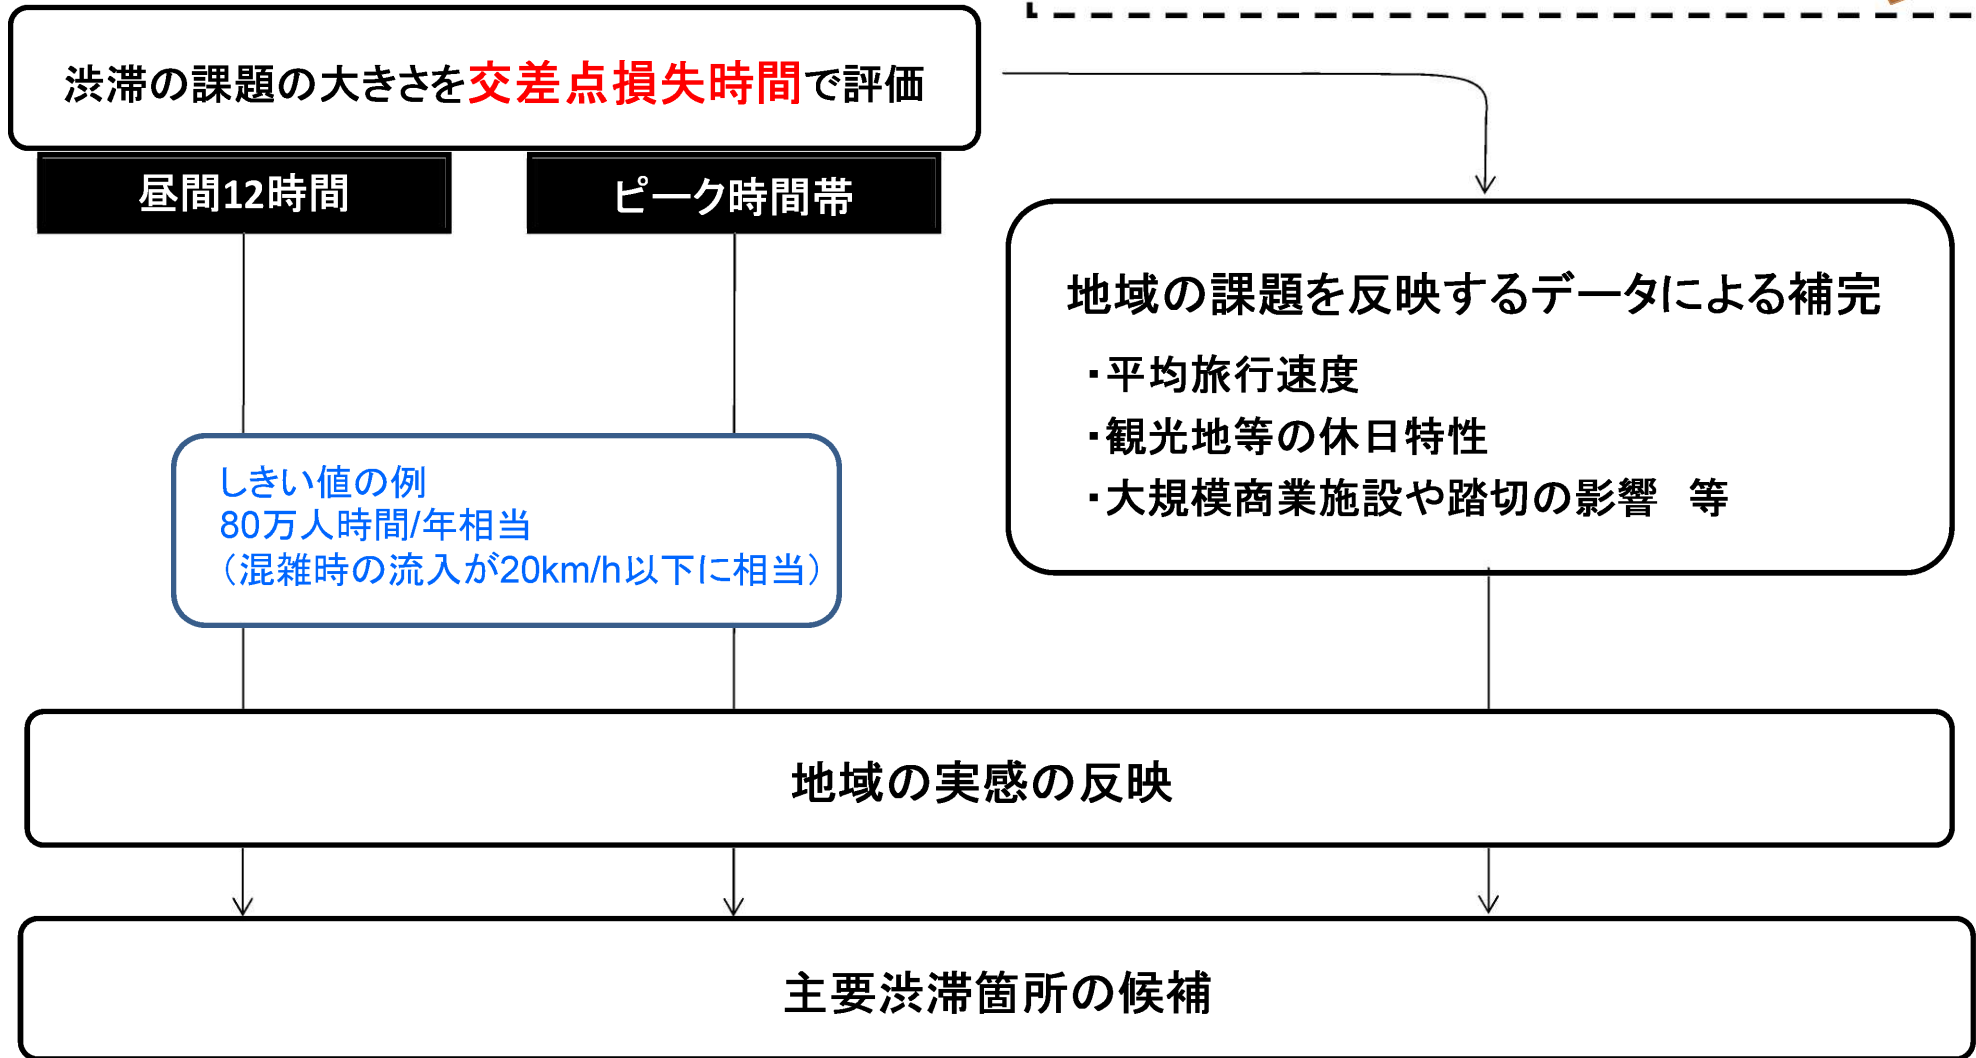 渋滞の課題の大きさを交差点損失時間で評価
昼間12時間
ピーク時間帯
しきい値の例
80万人時間/年相当
（混雑時の流入が20km/h以下に相当）
地域の課題を反映するデータによる補完
・平均旅行速度
・観光地等の休日特性
・大規模商業施設や踏切の影響　等
地域の実感の反映
主要渋滞箇所の候補